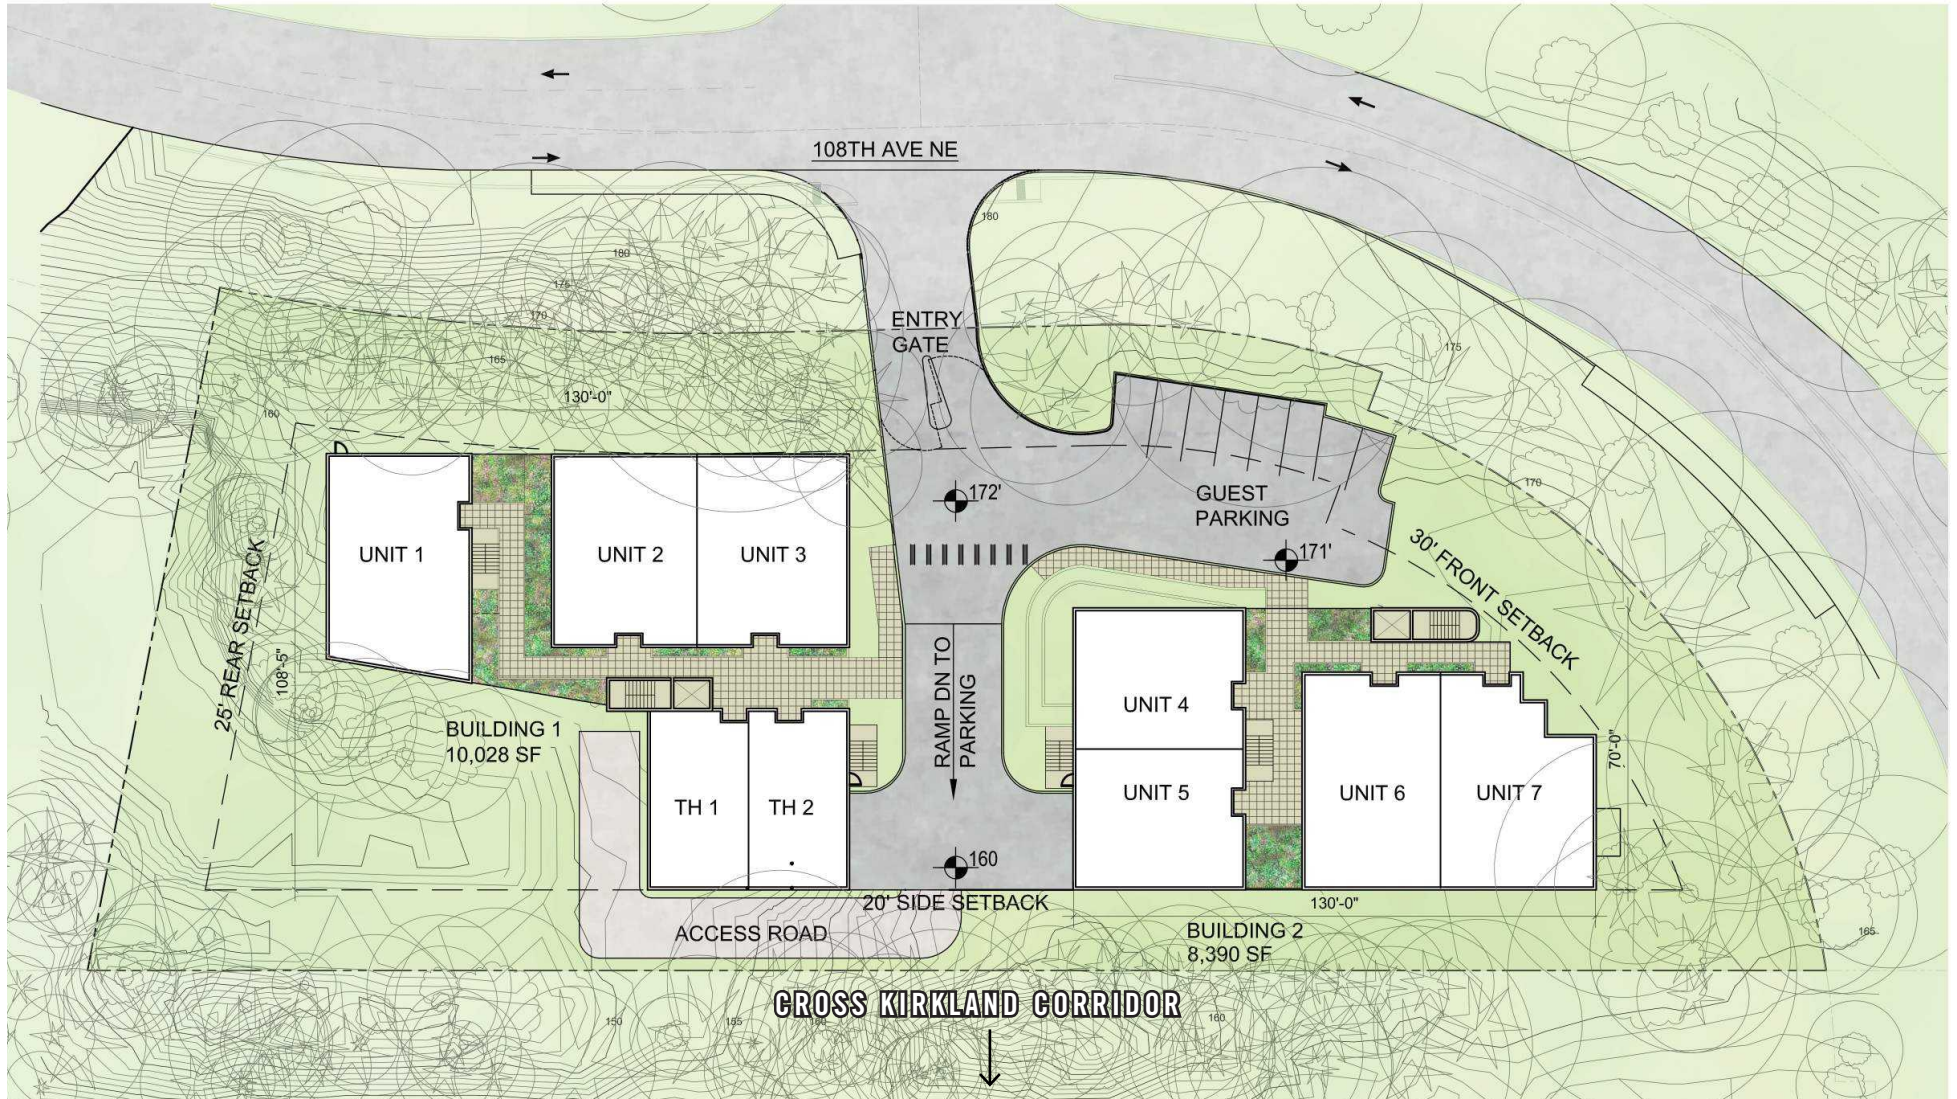 108TH AVE NE
180
180
175
170
165
160
130'-0"
ENTRY
GATE
175
170
172'
GUEST
PARKING
171'
30' FRONT SETBACK
UNIT 1
UNIT 2
UNIT 3
25' REAR SETBACK
108'-5"
BUILDING 1
10,028 SF
RAMP DN TO
PARKING
UNIT 4
UNIT 5
UNIT 6
UNIT 7
70'-0"
TH 1
TH 2
160
20' SIDE SETBACK
130'-0"
ACCESS ROAD
BUILDING 2
8,390 SF
165
CROSS KIRKLAND CORRIDOR
150
155
160
160